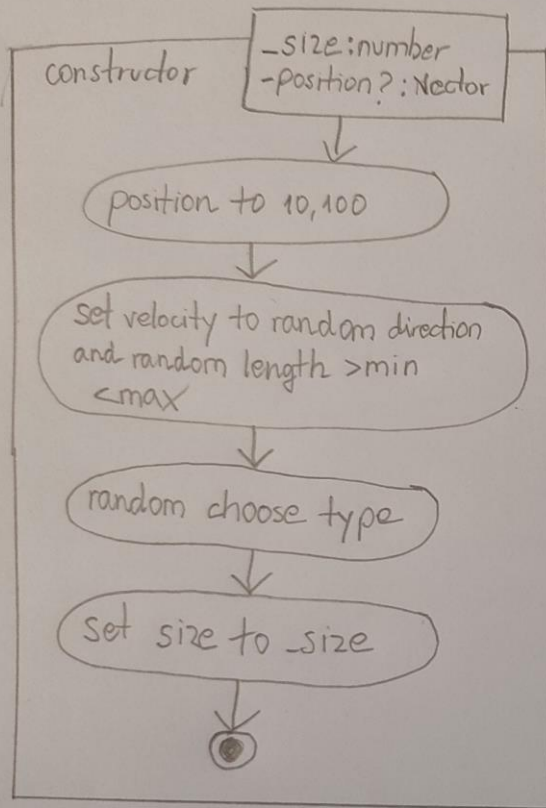 constructor
_size:number
-position?:Vector
position to 10,100
set velocity to random direction
and random length >min
<max
random choose type
set size to _size